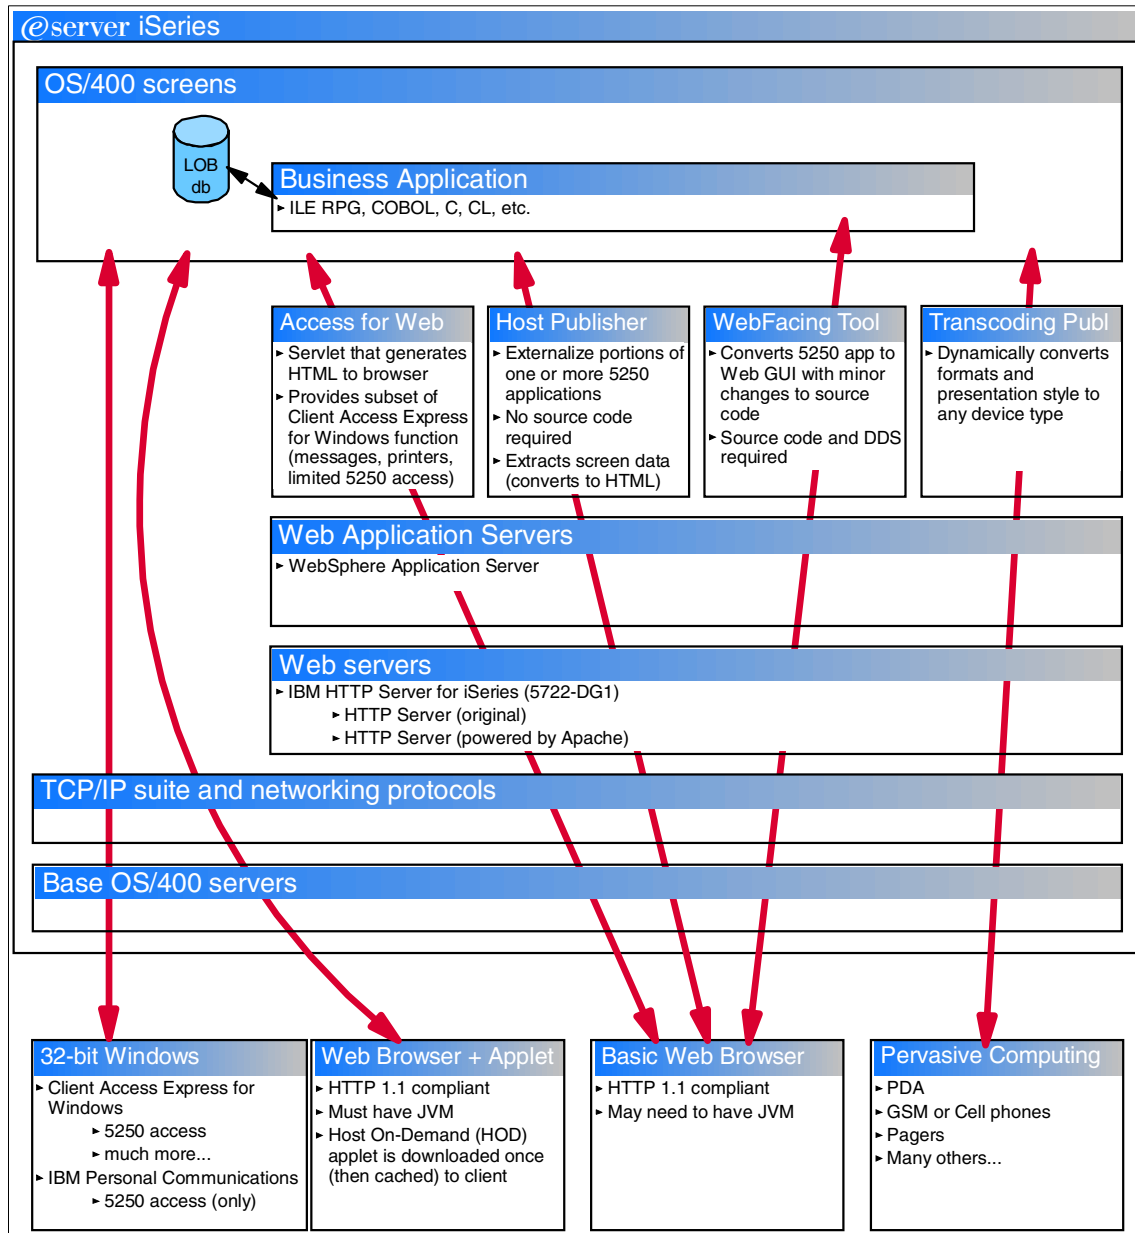 eserver iSeries
OS/400 screens
LOB
db
Business Application
► ILE RPG, COBOL, C, CL, etc.
Access for Web
► Servlet that generates
HTML to browser
► Provides subset of
Client Access Express
for Windows function
(messages, printers,
limited 5250 access)
Host Publisher
► Externalize portions of
one or more 5250
applications
► No source code
required
► Extracts screen data
(converts to HTML)
WebFacing Tool
► Converts 5250 app to
Web GUI with minor
changes to source
code
► Source code and DDS
required
Transcoding Publ
► Dynamically converts
formats and
presentation style to
any device type
Web Application Servers
► WebSphere Application Server
Web servers
► IBM HTTP Server for iSeries (5722-DG1)
► HTTP Server (original)
► HTTP Server (powered by Apache)
TCP/IP suite and networking protocols
Base OS/400 servers
32-bit Windows
► Client Access Express for
Windows
► 5250 access
► much more...
► IBM Personal Communications
► 5250 access (only)
Web Browser + Applet
► HTTP 1.1 compliant
► Must have JVM
► Host On-Demand (HOD)
applet is downloaded once
(then cached) to client
Basic Web Browser
► HTTP 1.1 compliant
► May need to have JVM
Pervasive Computing
► PDA
► GSM or Cell phones
► Pagers
► Many others...